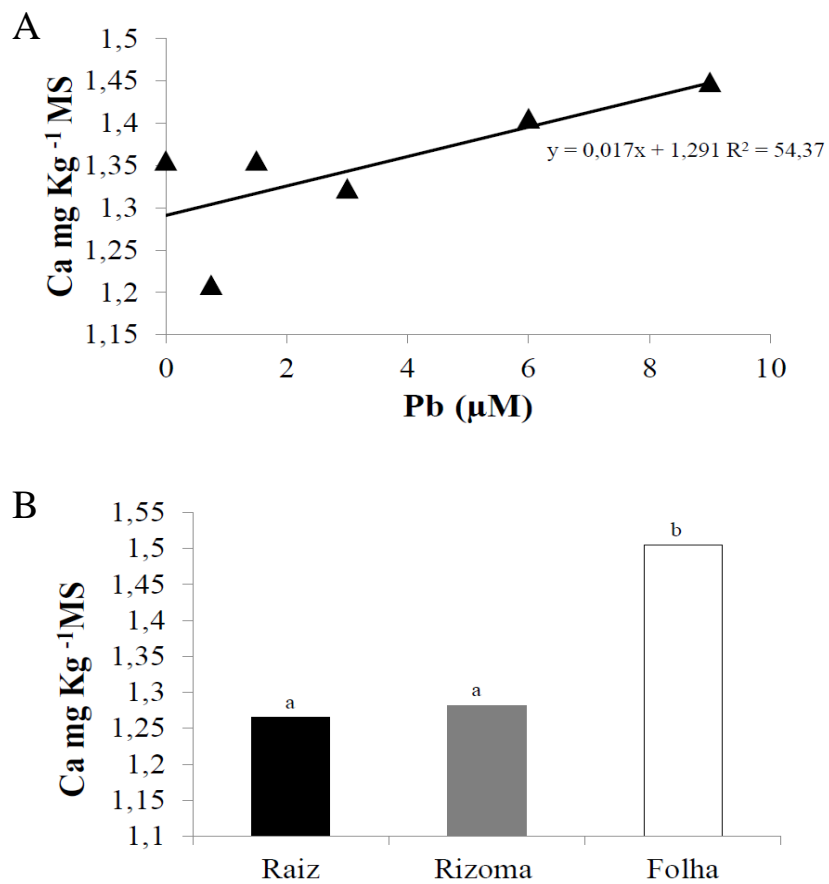 A
Ca mg Kg -1 MS
1,5
1,45
1,4
1,35
1,3
1,25
1,2
1,15
y = 0,017x + 1,291 R² = 54,37
0 2 4 6 8 10
Pb (µM)
B
Ca mg Kg -1MS
1,55
1,5
1,45
1,4
1,35
1,3
1,25
1,2
1,15
1,1
a a b
Raiz Rizoma Folha